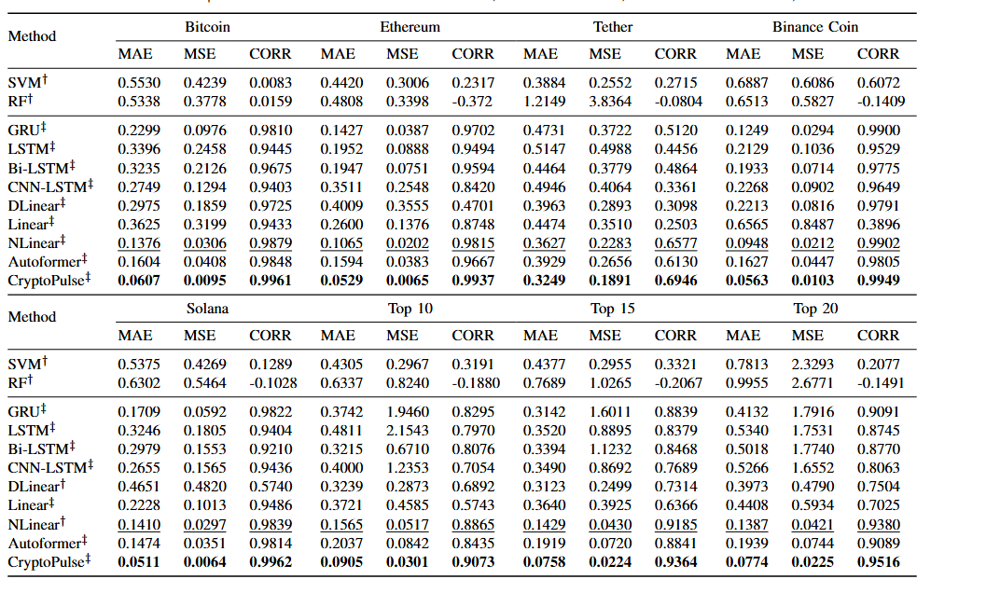 Method Bitcoin Ethereum Tether Binance Coin
MAE MSE CORR MAE MSE CORR MAE MSE CORR MAE MSE CORR
SVM† 0.5530 0.4239 0.0083 0.4420 0.3006 0.2317 0.3884 0.2552 0.2715 0.6887 0.6086 0.6072
RF† 0.5338 0.3778 0.0159 0.4808 0.3398 -0.372 1.2149 3.8364 -0.0804 0.6513 0.5827 -0.1409
GRU‡ 0.2299 0.0976 0.9810 0.1427 0.0387 0.9702 0.4731 0.3722 0.5120 0.1249 0.0294 0.9900
LSTM‡ 0.3396 0.2458 0.9445 0.1952 0.0888 0.9494 0.5147 0.4988 0.4456 0.2129 0.1036 0.9529
Bi-LSTM‡ 0.3235 0.2126 0.9675 0.1947 0.0751 0.9594 0.4464 0.3779 0.4864 0.1933 0.0714 0.9775
CNN-LSTM‡ 0.2749 0.1294 0.9403 0.3511 0.2548 0.8420 0.4946 0.4064 0.3361 0.2268 0.0902 0.9649
DLinear‡ 0.2975 0.1859 0.9725 0.4009 0.3555 0.4701 0.3963 0.2893 0.3098 0.2213 0.0816 0.9791
Linear‡ 0.3625 0.3199 0.9433 0.2600 0.1376 0.8748 0.4474 0.3510 0.2503 0.6565 0.8487 0.3896
NLinear‡ 0.1376 0.0306 0.9879 0.1065 0.0202 0.9815 0.3627 0.2283 0.6577 0.0948 0.0212 0.9902
Autoformer‡ 0.1604 0.0408 0.9848 0.1594 0.0383 0.9667 0.3929 0.2656 0.6130 0.1627 0.0447 0.9805
CryptoPulse‡ 0.0607 0.0095 0.9961 0.0529 0.0065 0.9937 0.3249 0.1891 0.6946 0.0563 0.0103 0.9949
Method Solana Top 10 Top 15 Top 20
MAE MSE CORR MAE MSE CORR MAE MSE CORR MAE MSE CORR
SVM† 0.5375 0.4269 0.1289 0.4305 0.2967 0.3191 0.4377 0.2955 0.3321 0.7813 2.3293 0.2077
RF† 0.6302 0.5464 -0.1028 0.6337 0.8240 -0.1880 0.7689 1.0265 -0.2067 0.9955 2.6771 -0.1491
GRU‡ 0.1709 0.0592 0.9822 0.3742 1.9460 0.8295 0.3142 1.6011 0.8839 0.4132 1.7916 0.9091
LSTM‡ 0.3246 0.1805 0.9404 0.4811 2.1543 0.7970 0.3520 0.8895 0.8379 0.5340 1.7531 0.8745
Bi-LSTM‡ 0.2979 0.1553 0.9210 0.3215 0.6710 0.8076 0.3394 1.1232 0.8468 0.5018 1.7740 0.8770
CNN-LSTM‡ 0.2655 0.1565 0.9436 0.4000 1.2353 0.7054 0.3490 0.8692 0.7689 0.5266 1.6552 0.8063
DLinear† 0.4651 0.4820 0.5740 0.3239 0.2873 0.6892 0.3123 0.2499 0.7314 0.3973 0.4790 0.7504
Linear‡ 0.2228 0.1013 0.9486 0.3721 0.4585 0.5743 0.3640 0.3925 0.6366 0.4408 0.5934 0.7025
NLinear† 0.1410 0.0297 0.9839 0.1565 0.0517 0.8865 0.1429 0.0430 0.9185 0.1387 0.0421 0.9380
Autoformer‡ 0.1474 0.0351 0.9814 0.2037 0.0842 0.8435 0.1919 0.0720 0.8841 0.1939 0.0744 0.9089
CryptoPulse‡ 0.0511 0.0064 0.9962 0.0905 0.0301 0.9073 0.0758 0.0224 0.9364 0.0774 0.0225 0.9516